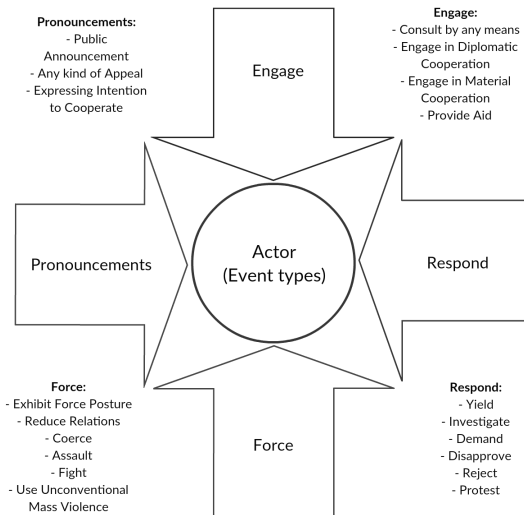 Pronouncements:
- Public
Announcement
- Any kind of Appeal
- Expressing Intention
to Cooperate
Engage:
- Consult by any means
- Engage in Diplomatic
Cooperation
- Engage in Material
Cooperation
- Provide Aid
Engage
Pronouncements
Actor
(Event types)
Respond
Force
Force:
- Exhibit Force Posture
- Reduce Relations
- Coerce
- Assault
- Fight
- Use Unconventional
Mass Violence
Respond:
- Yield
- Investigate
- Demand
- Disapprove
- Reject
- Protest